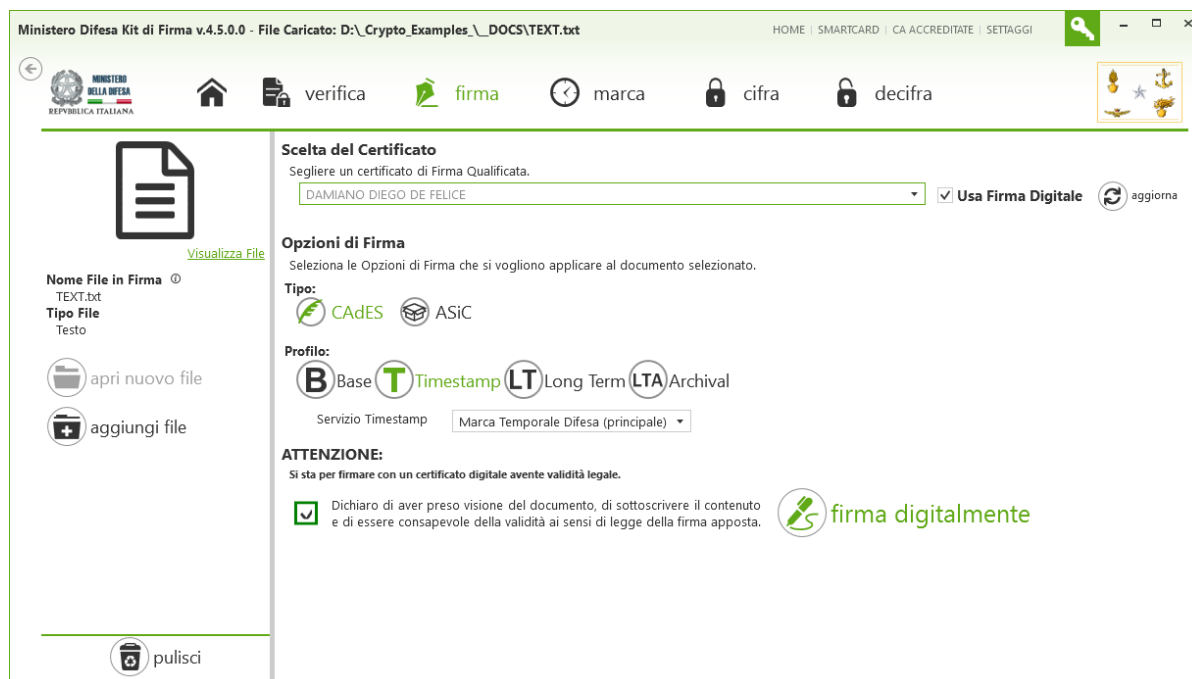 Ministero Difesa Kit di Firma v.4.5.0.0 - File Caricato: D:\_Crypto_Examples_\__DOCS\TEXT.txt
HOME | SMARTCARD | CA ACCREDITATE | SETTAGGI
MINISTERO
DELLA DIFESA
REPVBBLICA ITALIANA
verifica
firma
marca
cifra
decifra
Visualizza File
Nome File in Firma
TEXT.txt
Tipo File
Testo
apri nuovo file
aggiungi file
pulisci
Scelta del Certificato
Segliere un certificato di Firma Qualificata.
DAMIANO DIEGO DE FELICE
Usa Firma Digitale
aggiorna
Opzioni di Firma
Seleziona le Opzioni di Firma che si vogliono applicare al documento selezionato.
Tipo:
CAdES
ASiC
Profilo:
B Base T Timestamp LT Long Term LTA Archival
Servizio Timestamp
Marca Temporale Difesa (principale)
ATTENZIONE:
Si sta per firmare con un certificato digitale avente validità legale.
Dichiaro di aver preso visione del documento, di sottoscrivere il contenuto
e di essere consapevole della validità ai sensi di legge della firma apposta.
firma digitalmente